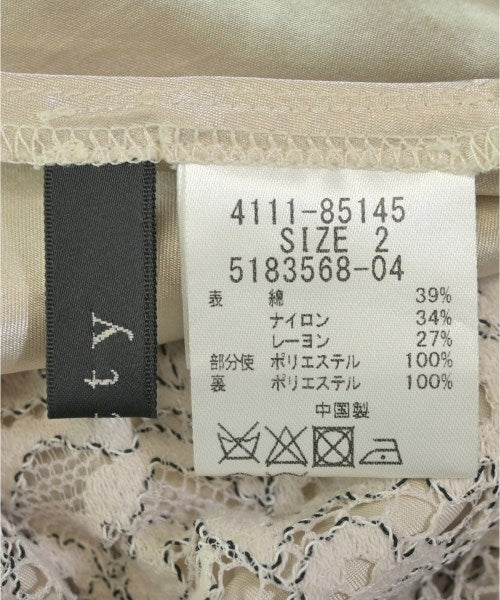 4111-85145
SIZE 2
5183568-04
表 綿 39%
ナイロン 34%
レーヨン 27%
部分使 ポリエステル 100%
裏 ポリエステル 100%
中国製
cty